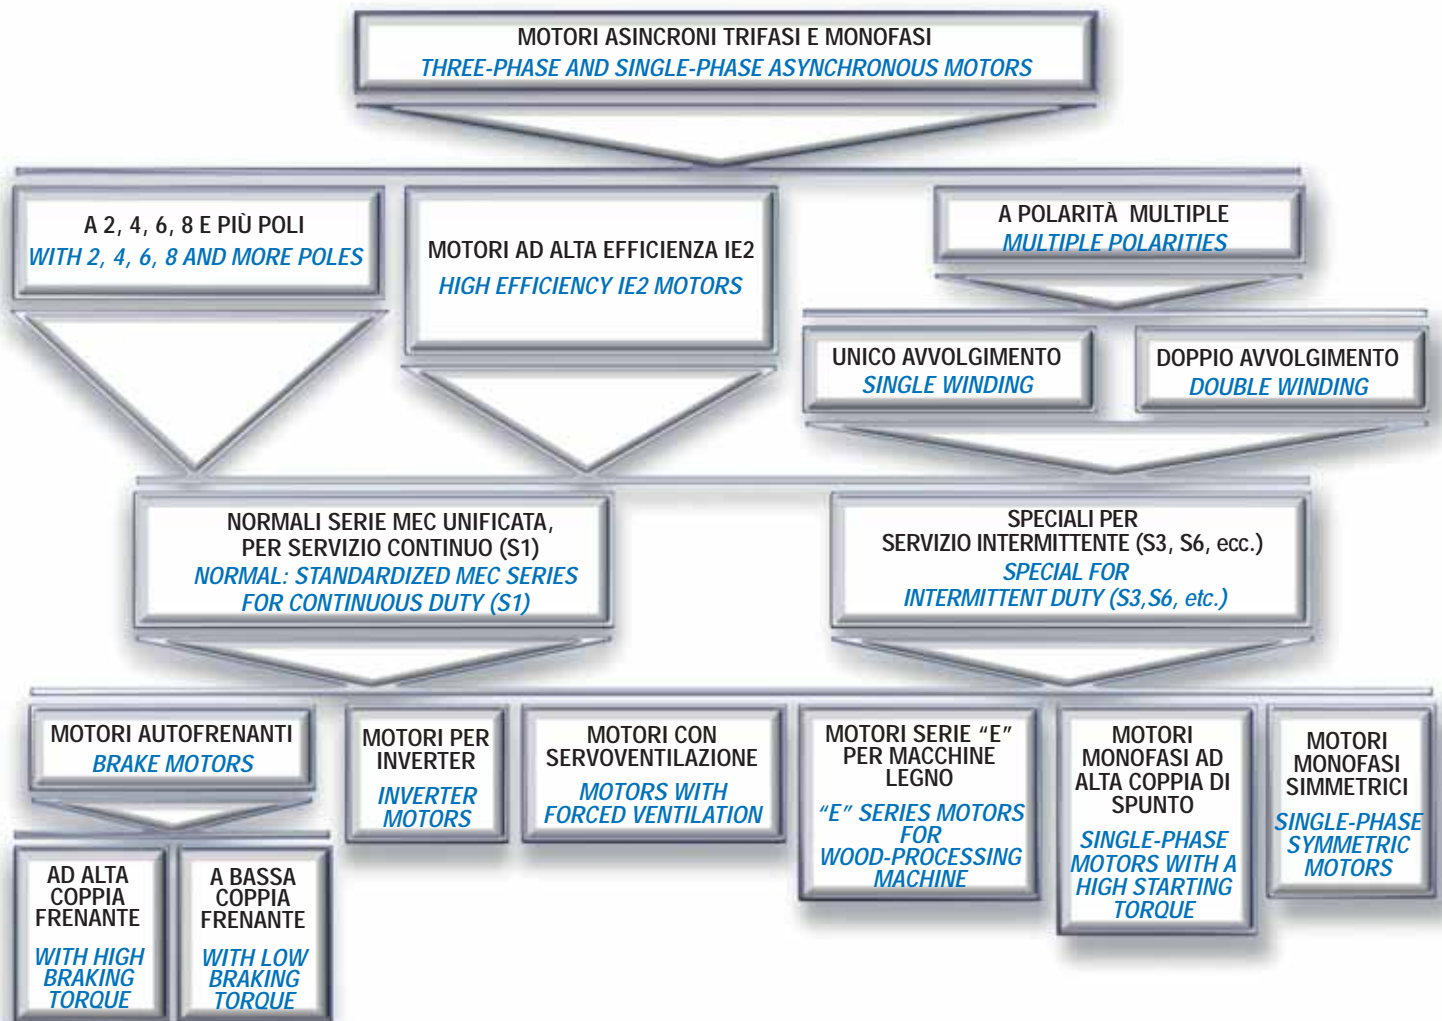 MOTORI ASINCRONI TRIFASI E MONOFASI
THREE-PHASE AND SINGLE-PHASE ASYNCHRONOUS MOTORS
A 2, 4, 6, 8 E PIÙ POLI
WITH 2, 4, 6, 8 AND MORE POLES
MOTORI AD ALTA EFFICIENZA IE2
HIGH EFFICIENCY IE2 MOTORS
A POLARITÀ MULTIPLE
MULTIPLE POLARITIES
UNICO AVVOLGIMENTO
SINGLE WINDING
DOPPIO AVVOLGIMENTO
DOUBLE WINDING
NORMALI SERIE MEC UNIFICATA,
PER SERVIZIO CONTINUO (S1)
NORMAL: STANDARDIZED MEC SERIES
FOR CONTINUOUS DUTY (S1)
SPECIALI PER
SERVIZIO INTERMITTENTE (S3, S6, ecc.)
SPECIAL FOR
INTERMITTENT DUTY (S3,S6, etc.)
MOTORI AUTOFRENANTI
BRAKE MOTORS
MOTORI PER
INVERTER
INVERTER
MOTORS
MOTORI CON
SERVOVENTILAZIONE
MOTORS WITH
FORCED VENTILATION
MOTORI SERIE “E”
PER MACCHINE
LEGNO
“E” SERIES MOTORS
FOR
WOOD-PROCESSING
MACHINE
MOTORI
MONOFASI AD
ALTA COPPIA DI
SPUNTO
SINGLE-PHASE
MOTORS WITH A
HIGH STARTING
TORQUE
MOTORI
MONOFASI
SIMMETRICI
SINGLE-PHASE
SYMMETRIC
MOTORS
AD ALTA
COPPIA
FRENANTE
WITH HIGH
BRAKING
TORQUE
A BASSA
COPPIA
FRENANTE
WITH LOW
BRAKING
TORQUE